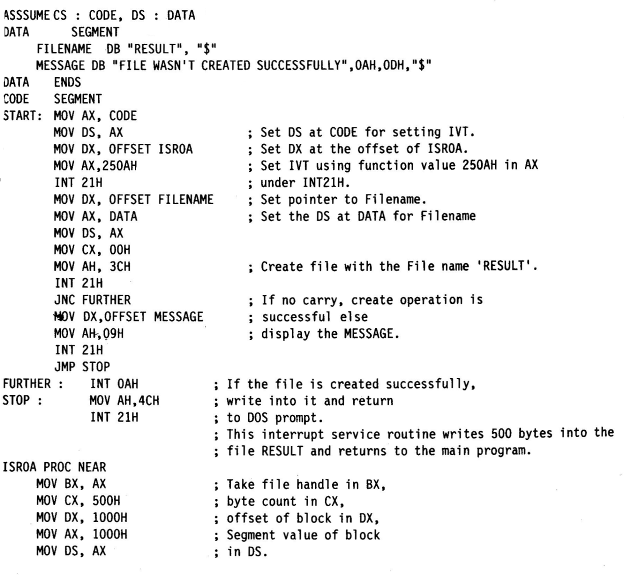 ASSSUME CS : CODE, DS : DATA
DATA SEGMENT
FILENAME DB "RESULT", "$"
MESSAGE DB "FILE WASN'T CREATED SUCCESSFULLY",0AH,0DH,"$"
DATA ENDS
CODE SEGMENT
START: MOV AX, CODE
MOV DS, AX ; Set DS at CODE for setting IVT.
MOV DX, OFFSET ISROA ; Set DX at the offset of ISROA.
MOV AX,250AH ; Set IVT using function value 250AH in AX
INT 21H ; under INT21H.
MOV DX, OFFSET FILENAME ; Set pointer to Filename.
MOV AX, DATA ; Set the DS at DATA for Filename
MOV DS, AX
MOV CX, 00H
MOV AH, 3CH ; Create file with the File name 'RESULT'.
INT 21H
JNC FURTHER ; If no carry, create operation is
MOV DX,OFFSET MESSAGE ; successful else
MOV AH,09H ; display the MESSAGE.
INT 21H
JMP STOP
FURTHER : INT 0AH ; If the file is created successfully,
STOP : MOV AH,4CH ; write into it and return
INT 21H ; to DOS prompt.
; This interrupt service routine writes 500 bytes into the
; file RESULT and returns to the main program.
ISROA PROC NEAR
MOV BX, AX ; Take file handle in BX,
MOV CX, 500H ; byte count in CX,
MOV DX, 1000H ; offset of block in DX,
MOV AX, 1000H ; Segment value of block
MOV DS, AX ; in DS.